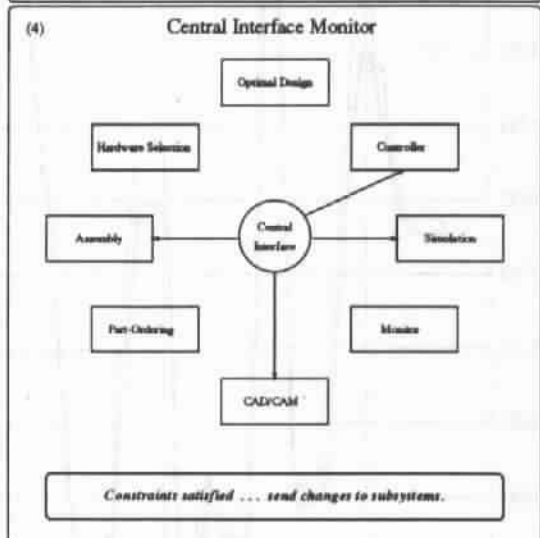 (4)
Central Interface Monitor
Optimal Design
Hardware Selection
Controller
Central
Interface
Assembly
Simulation
Part-Ordering
Monitor
CAD/CAM
Constraints satisfied ... send changes to subsystems.